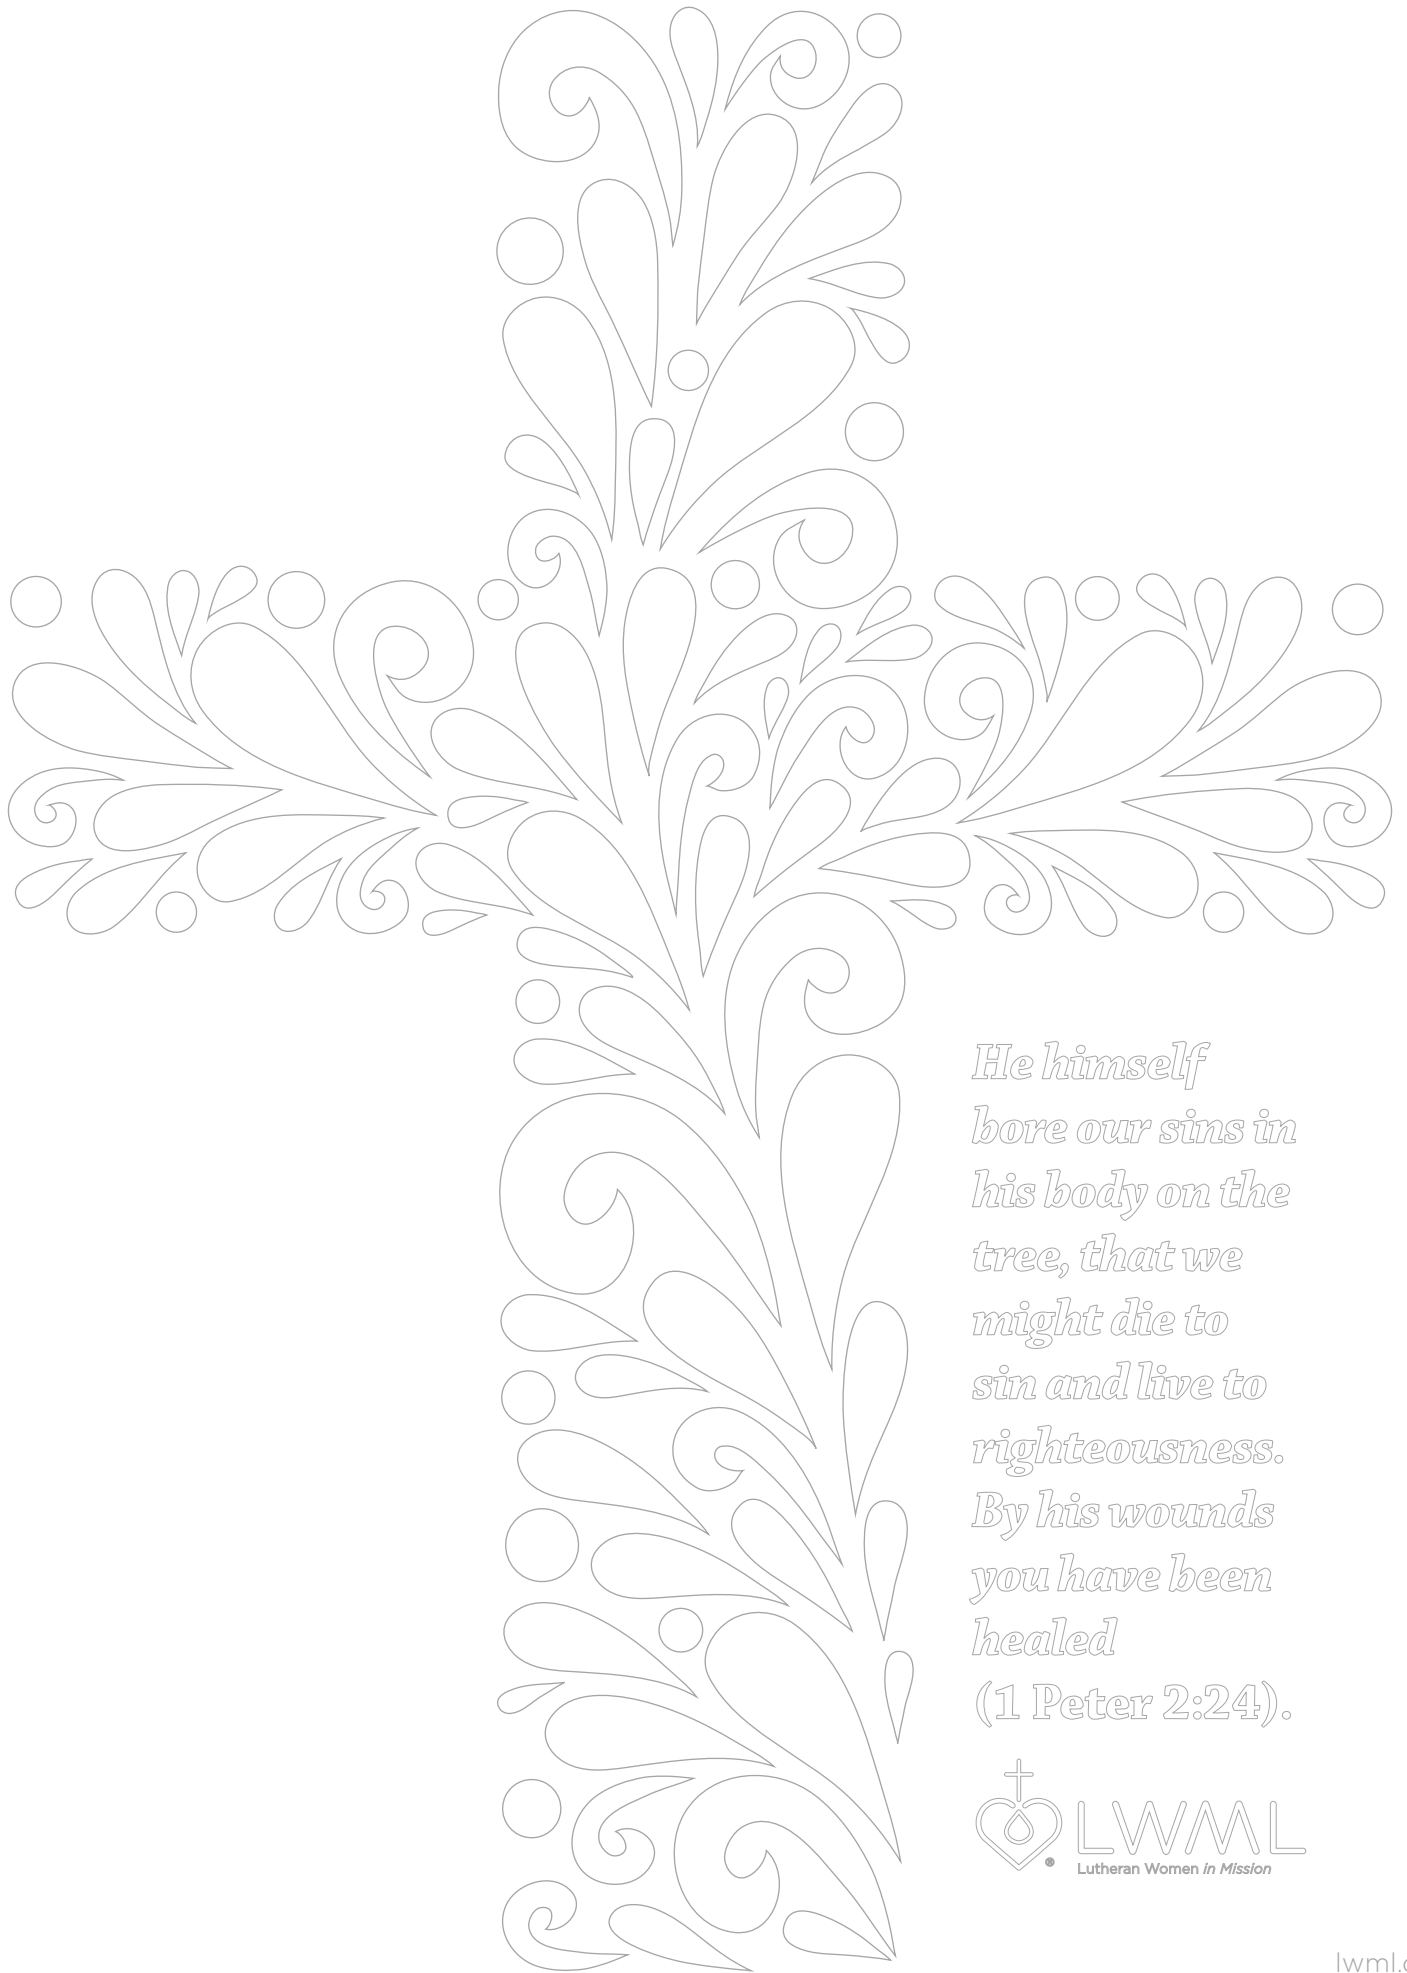 He himself
bore our sins in
his body on the
tree, that we
might die to
sin and live to
righteousness.
By his wounds
you have been
healed
(1 Peter 2:24).
LWML
®
Lutheran Women in Mission
lwml.